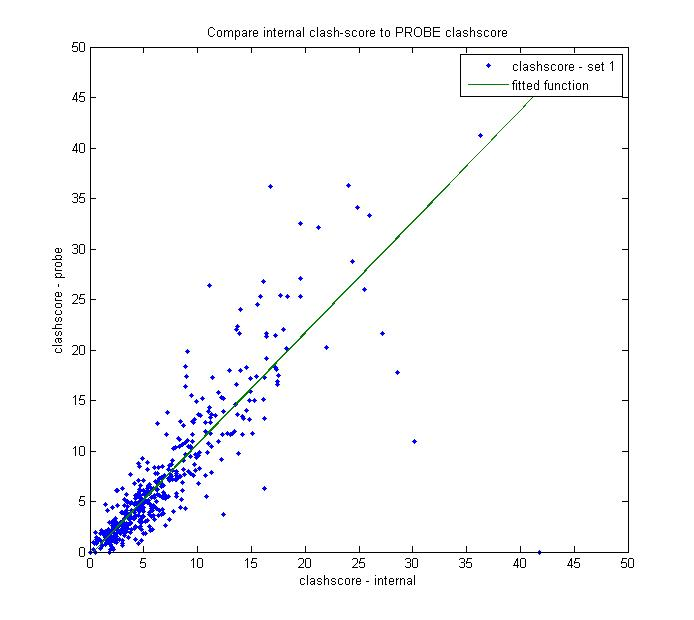 Compare internal clash-score to PROBE clashscore
clashscore - set 1
fitted function
50
45
40
35
30
25
20
15
10
5
0
clashscore - probe
0 5 10 15 20 25 30 35 40 45 50
clashscore - internal